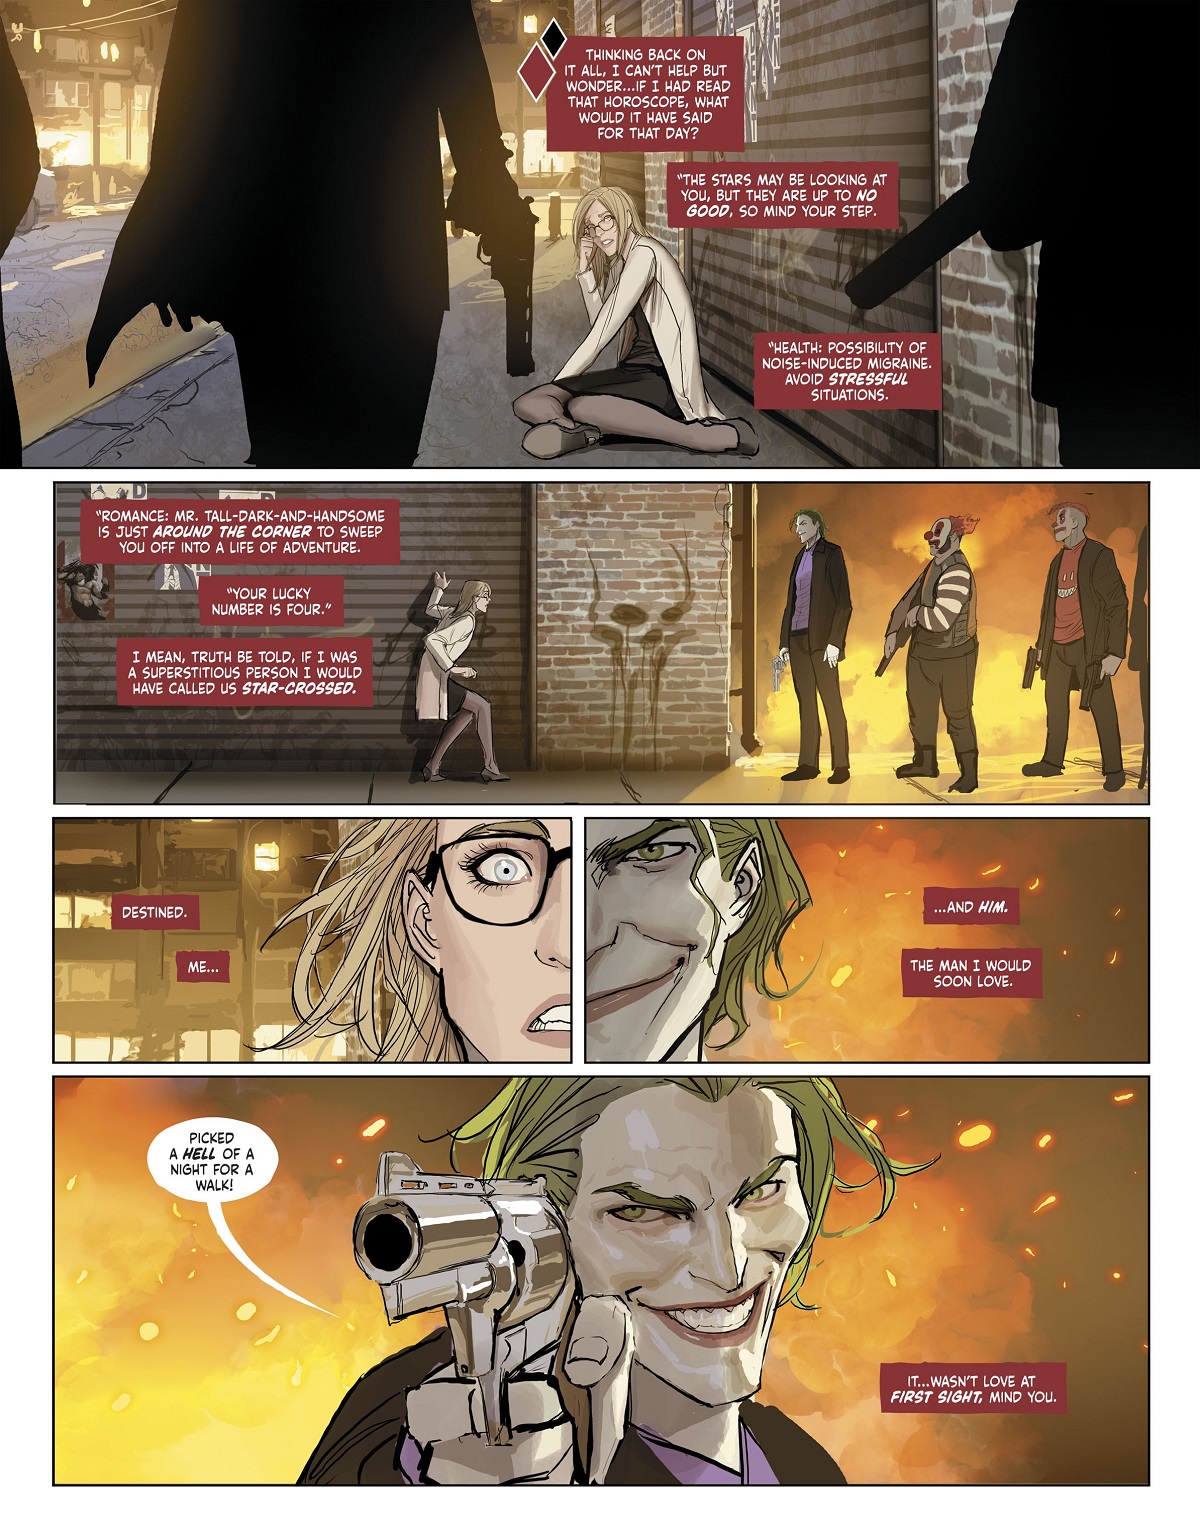 THINKING BACK ON
IT ALL, I CAN'T HELP BUT
WONDER...IF I HAD READ
THAT HOROSCOPE, WHAT
WOULD IT HAVE SAID
FOR THAT DAY?
"THE STARS MAY BE LOOKING AT
YOU, BUT THEY ARE UP TO NO
GOOD, SO MIND YOUR STEP.
"HEALTH: POSSIBILITY OF
NOISE-INDUCED MIGRAINE.
AVOID STRESSFUL
SITUATIONS.
"ROMANCE: MR. TALL-DARK-AND-HANDSOME
IS JUST AROUND THE CORNER TO SWEEP
YOU OFF INTO A LIFE OF ADVENTURE.
"YOUR LUCKY
NUMBER IS FOUR."
I MEAN, TRUTH BE TOLD, IF I WAS
A SUPERSTITIOUS PERSON I WOULD
HAVE CALLED US STAR-CROSSED.
DESTINED.
ME...
...AND HIM.
THE MAN I WOULD
SOON LOVE.
PICKED
A HELL OF A
NIGHT FOR A
WALK!
IT...WASN'T LOVE AT
FIRST SIGHT, MIND YOU.